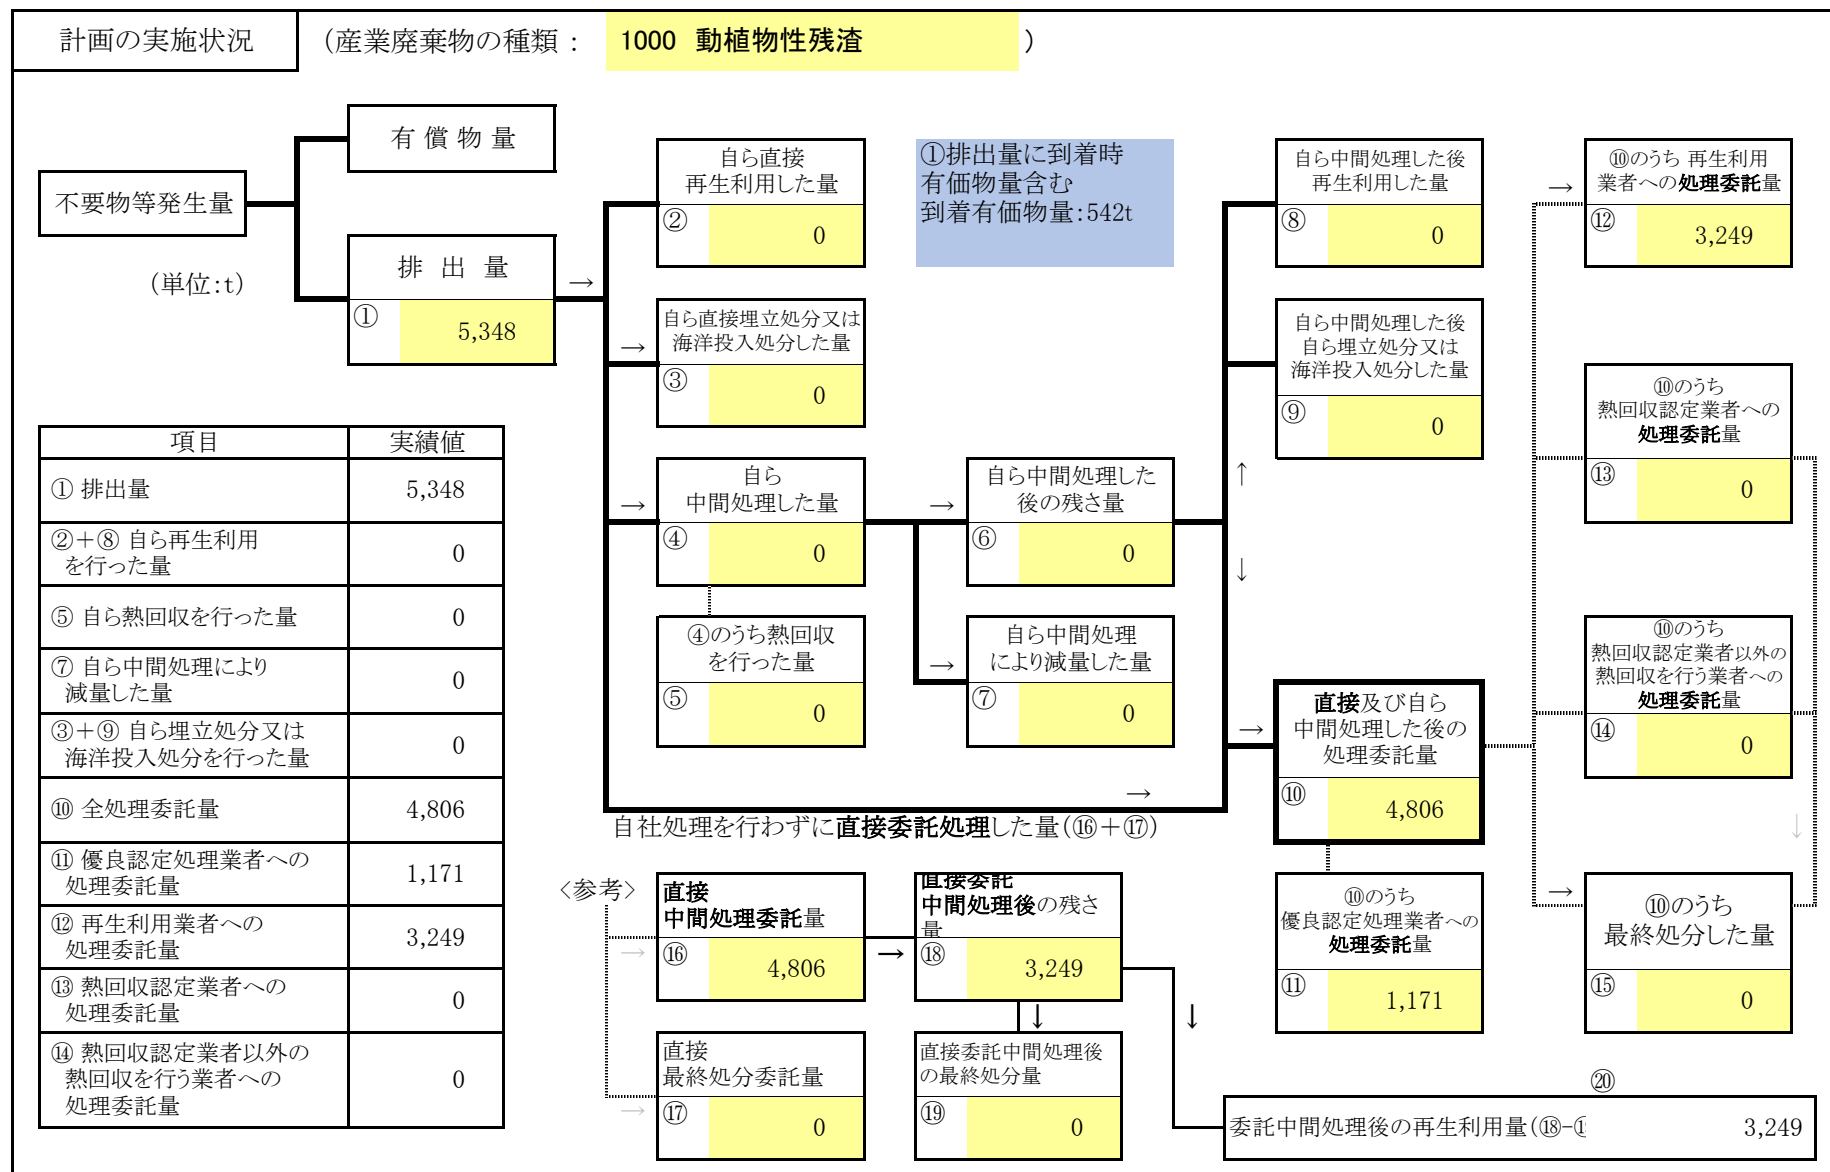 計画の実施状況
（産業廃棄物の種類： 1000 動植物性残渣 ）
有 償 物 量
不要物等発生量
（単位:t）
排 出 量
→
① 5,348
自ら直接
再生利用した量
② 0
①排出量に到着時
有価物量含む
到着有価物量:542t
自ら中間処理した後
再生利用した量
⑧ 0
→
⑩のうち 再生利用
業者への処理委託量
⑫ 3,249
→
自ら直接埋立処分又は
海洋投入処分した量
③ 0
自ら中間処理した後
自ら埋立処分又は
海洋投入処分した量
⑨ 0
⑩のうち
熱回収認定業者への
処理委託量
⑬ 0
→
自ら
中間処理した量
④ 0
→
自ら中間処理した
後の残さ量
⑥ 0
↑
↓
④のうち熱回収
を行った量
⑤ 0
→
自ら中間処理
により減量した量
⑦ 0
⑩のうち
熱回収認定業者以外の
熱回収を行う業者への
処理委託量
⑭ 0
→
直接及び自ら
中間処理した後の
処理委託量
⑩ 4,806
→
自社処理を行わずに直接委託処理した量（⑯＋⑰）
↓
項目 実績値
① 排出量 5,348
②＋⑧ 自ら再生利用
を行った量 0
⑤ 自ら熱回収を行った量 0
⑦ 自ら中間処理により
減量した量 0
③＋⑨ 自ら埋立処分又は
海洋投入処分を行った量 0
⑩ 全処理委託量 4,806
⑪ 優良認定処理業者への
処理委託量 1,171
⑫ 再生利用業者への
処理委託量 3,249
⑬ 熱回収認定業者への
処理委託量 0
⑭ 熱回収認定業者以外の
熱回収を行う業者への
処理委託量 0
〈参考〉
直接
中間処理委託量
→
⑯ 4,806
→
直接委託
中間処理後の残さ
量
⑱ 3,249
⑩のうち
優良認定処理業者への
処理委託量
⑪ 1,171
→
⑩のうち
最終処分した量
⑮ 0
↓
↓
直接
最終処分委託量
→
⑰ 0
直接委託中間処理後
の最終処分量
⑲ 0
⑳
委託中間処理後の再生利用量（⑱-
3,249